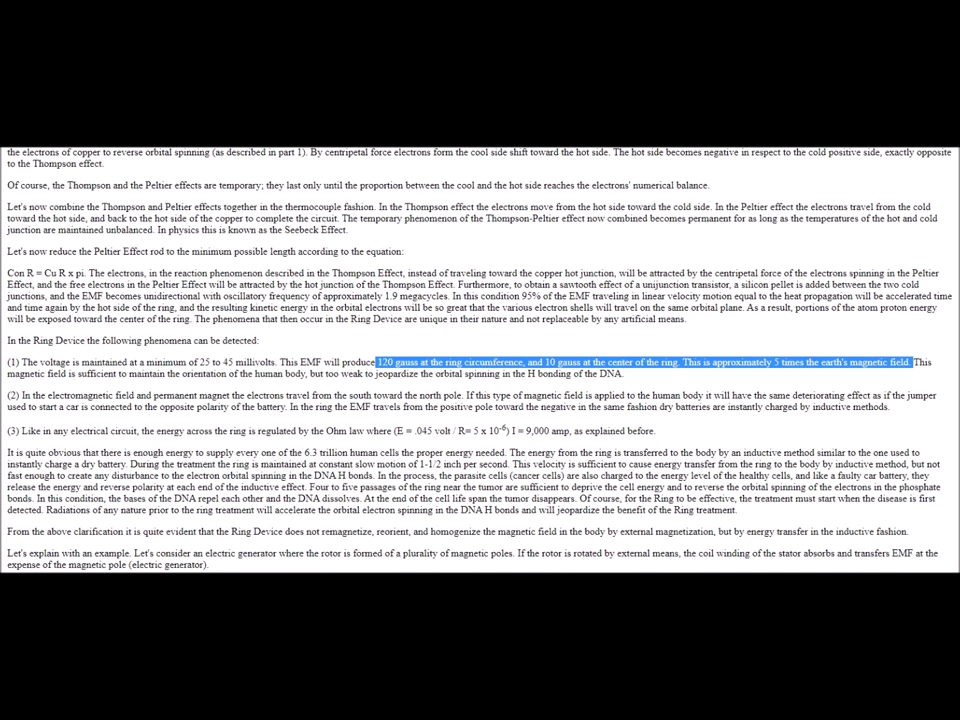 the electrons of copper to reverse orbital spinning (as described in part 1). By centripetal force electrons form the cool side shift toward the hot side. The hot side becomes negative in respect to the cold positive side, exactly opposite
to the Thompson effect.
Of course, the Thompson and the Peltier effects are temporary; they last only until the proportion between the cool and the hot side reaches the electrons' numerical balance.
Let's now combine the Thompson and Peltier effects together in the thermocouple fashion. In the Thompson effect the electrons move from the hot side toward the cold side. In the Peltier effect the electrons travel from the cold
toward the hot side, and back to the hot side of the copper to complete the circuit. The temporary phenomenon of the Thompson-Peltier effect now combined becomes permanent for as long as the temperatures of the hot and cold
junction are maintained unbalanced. In physics this is known as the Seebeck Effect.
Let's now reduce the Peltier Effect rod to the minimum possible length according to the equation:
Con R = Cu R x pi. The electrons, in the reaction phenomenon described in the Thompson Effect, instead of traveling toward the copper hot junction, will be attracted by the centripetal force of the electrons spinning in the Peltier
Effect, and the free electrons in the Peltier Effect will be attracted by the hot junction of the Thompson Effect. Furthermore, to obtain a sawtooth effect of a unijunction transistor, a silicon pellet is added between the two cold
junctions, and the EMF becomes unidirectional with oscillatory frequency of approximately 1.9 megacycles. In this condition 95% of the EMF traveling in linear velocity motion equal to the heat propagation will be accelerated time
and time again by the hot side of the ring, and the resulting kinetic energy in the orbital electrons will be so great that the various electron shells will travel on the same orbital plane. As a result, portions of the atom proton energy
will be exposed toward the center of the ring. The phenomena that then occur in the Ring Device are unique in their nature and not replaceable by any artificial means.
In the Ring Device the following phenomena can be detected:
(1) The voltage is maintained at a minimum of 25 to 45 millivolts. This EMF will produce 120 gauss at the ring circumference, and 10 gauss at the center of the ring. This is approximately 5 times the earth's magnetic field. This
magnetic field is sufficient to maintain the orientation of the human body, but too weak to jeopardize the orbital spinning in the H bonding of the DNA.
(2) In the electromagnetic field and permanent magnet the electrons travel from the south toward the north pole. If this type of magnetic field is applied to the human body it will have the same deteriorating effect as if the jumper
used to start a car is connected to the opposite polarity of the battery. In the ring the EMF travels from the positive pole toward the negative in the same fashion dry batteries are instantly charged by inductive methods.
(3) Like in any electrical circuit, the energy across the ring is regulated by the Ohm law where (E = .045 volt / R= 5 x 10⁻⁶) I = 9,000 amp, as explained before.
It is quite obvious that there is enough energy to supply every one of the 6.3 trillion human cells the proper energy needed. The energy from the ring is transferred to the body by an inductive method similar to the one used to
instantly charge a dry battery. During the treatment the ring is maintained at constant slow motion of 1-1/2 inch per second. This velocity is sufficient to cause energy transfer from the ring to the body by inductive method, but not
fast enough to create any disturbance to the electron orbital spinning in the DNA H bonds. In the process, the parasite cells (cancer cells) are also charged to the energy level of the healthy cells, and like a faulty car battery, they
release the energy and reverse polarity at each end of the inductive effect. Four to five passages of the ring near the tumor are sufficient to deprive the cell energy and to reverse the orbital spinning of the electrons in the phosphate
bonds. In this condition, the bases of the DNA repel each other and the DNA dissolves. At the end of the cell life span the tumor disappears. Of course, for the Ring to be effective, the treatment must start when the disease is first
detected. Radiations of any nature prior to the ring treatment will accelerate the orbital electron spinning in the DNA H bonds and will jeopardize the benefit of the Ring treatment.
From the above clarification it is quite evident that the Ring Device does not remagnetize, reorient, and homogenize the magnetic field in the body by external magnetization, but by energy transfer in the inductive fashion.
Let's explain with an example. Let's consider an electric generator where the rotor is formed of a plurality of magnetic poles. If the rotor is rotated by external means, the coil winding of the stator absorbs and transfers EMF at the
expense of the magnetic pole (electric generator).